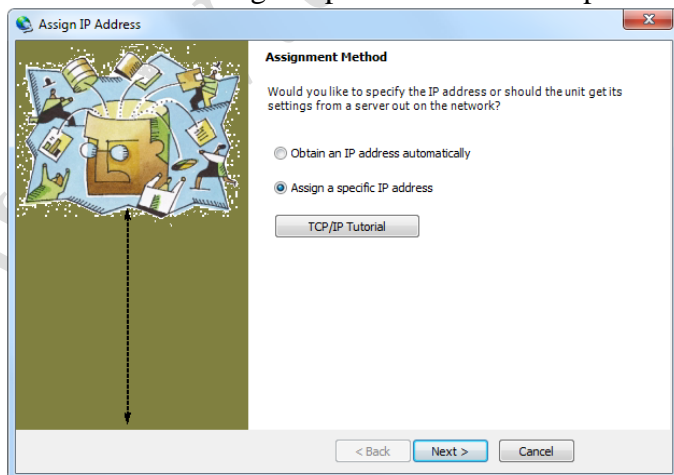 Assign IP Address
Assignment Method
Would you like to specify the IP address or should the unit get its
settings from a server out on the network?
Obtain an IP address automatically
Assign a specific IP address
TCP/IP Tutorial
< Back
Next >
Cancel